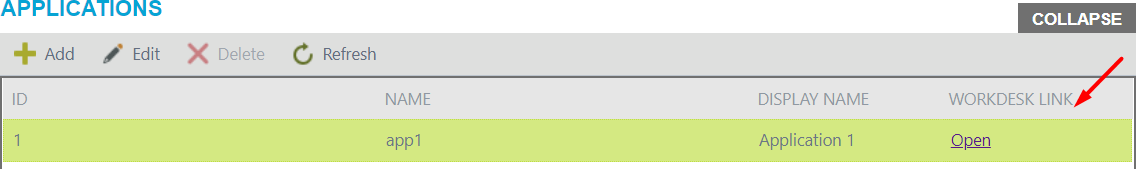 APPLICATIONS
COLLAPSE
Add Edit Delete Refresh
ID NAME DISPLAY NAME WORKDESK LINK
1 app1 Application 1 Open